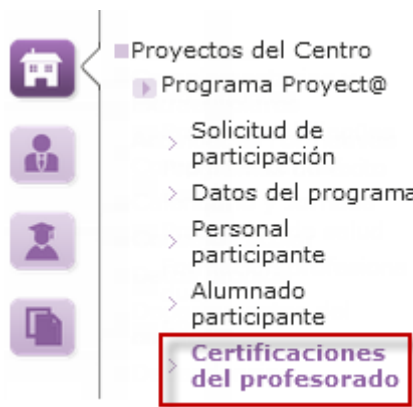 Proyectos del Centro
Programa Proyect@
Solicitud de
participación
Datos del programa
Personal
participante
Alumnado
participante
Certificaciones
del profesorado